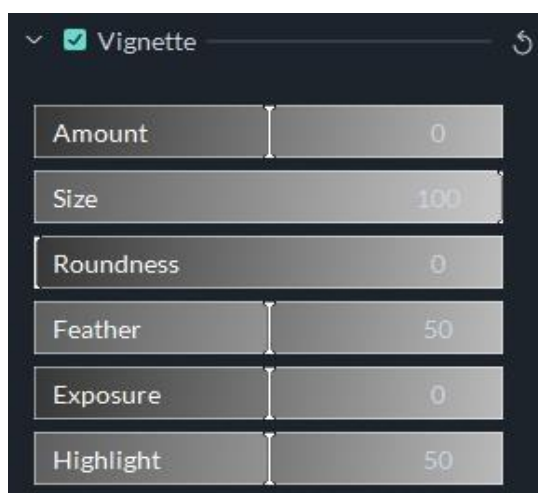 Vignette
Amount 0
Size 100
Roundness 0
Feather 50
Exposure 0
Highlight 50